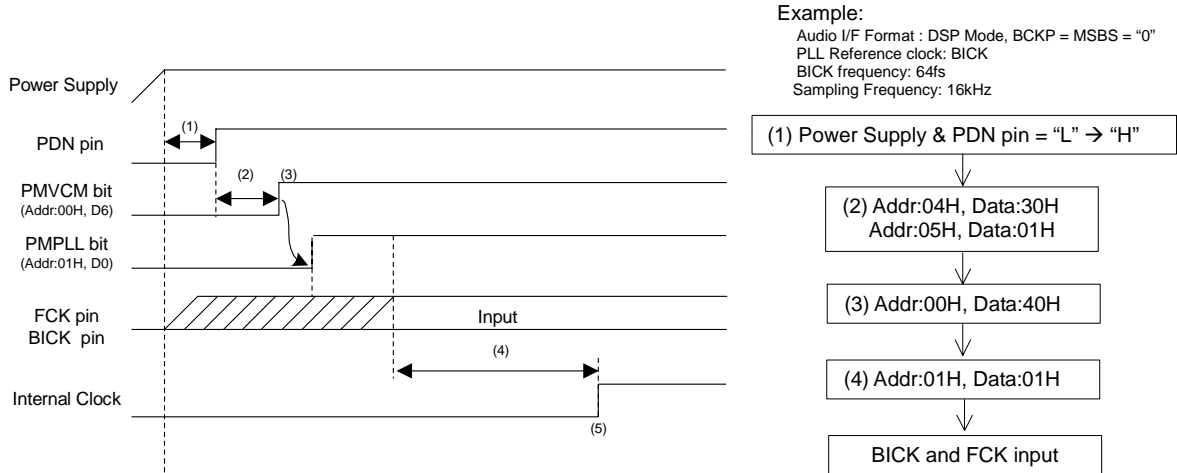 Example:
Audio I/F Format : DSP Mode, BCKP = MSBS = “0”
PLL Reference clock: BICK
BICK frequency: 64fs
Sampling Frequency: 16kHz
Power Supply
(1)
PDN pin
(2)
(3)
PMVCM bit
(Addr:00H, D6)
PMPLL bit
(Addr:01H, D0)
FCK pin
BICK pin
Input
(4)
Internal Clock
(5)
(1) Power Supply & PDN pin = “L” → “H”
(2) Addr:04H, Data:30H
Addr:05H, Data:01H
(3) Addr:00H, Data:40H
(4) Addr:01H, Data:01H
BICK and FCK input